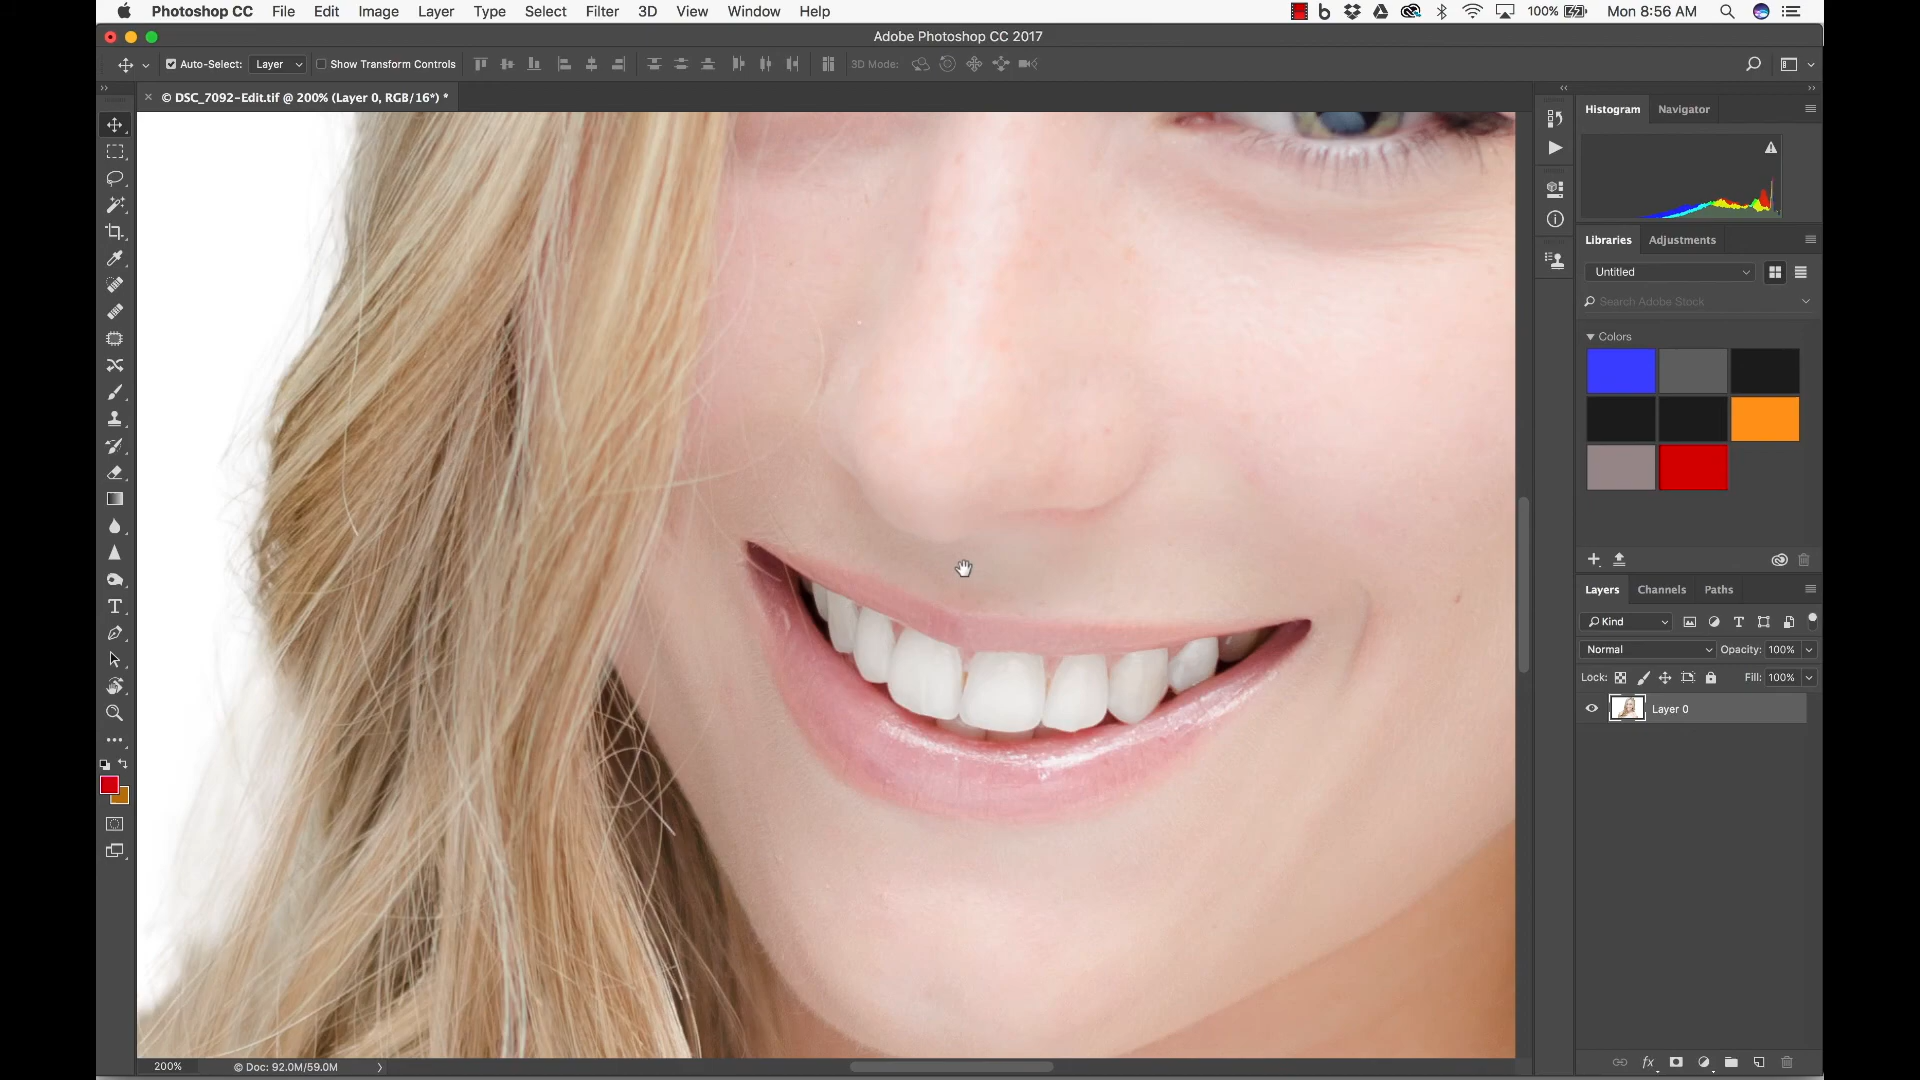 Photoshop CC File Edit Image Layer Type Select Filter 3D View Window Help 100% Mon 8:56 AM
Adobe Photoshop CC 2017
Auto-Select: Layer Show Transform Controls 3D Mode:
© DSC_7092-Edit.tif @ 200% (Layer 0, RGB/16*) *
Histogram Navigator
Libraries Adjustments
Untitled
Search Adobe Stock
Colors
Layers Channels Paths
Kind
Normal Opacity: 100%
Lock: Fill: 100%
Layer 0
200% © Doc: 92.0M/59.0M